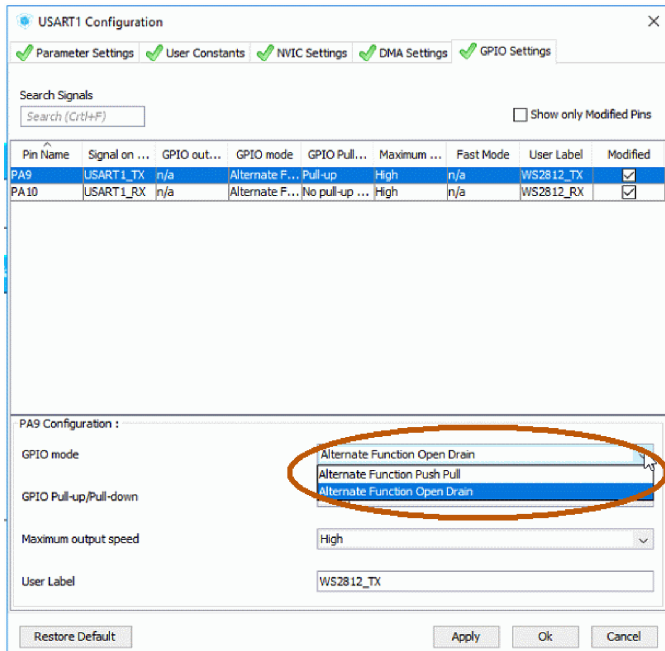 USART1 Configuration
Parameter Settings User Constants NVIC Settings DMA Settings GPIO Settings
Search Signals
Search (Crtl+F)
Show only Modified Pins
Pin Name Signal on ... GPIO out... GPIO mode GPIO Pull... Maximum ... Fast Mode User Label Modified
PA9 USART1_TX n/a Alternate F... Pull-up High n/a WS2812_TX
PA10 USART1_RX n/a Alternate F... No pull-up ... High n/a WS2812_RX
PA9 Configuration :
GPIO mode Alternate Function Open Drain
Alternate Function Push Pull
GPIO Pull-up/Pull-down Alternate Function Open Drain
Maximum output speed High
User Label WS2812_TX
Restore Default Apply Ok Cancel